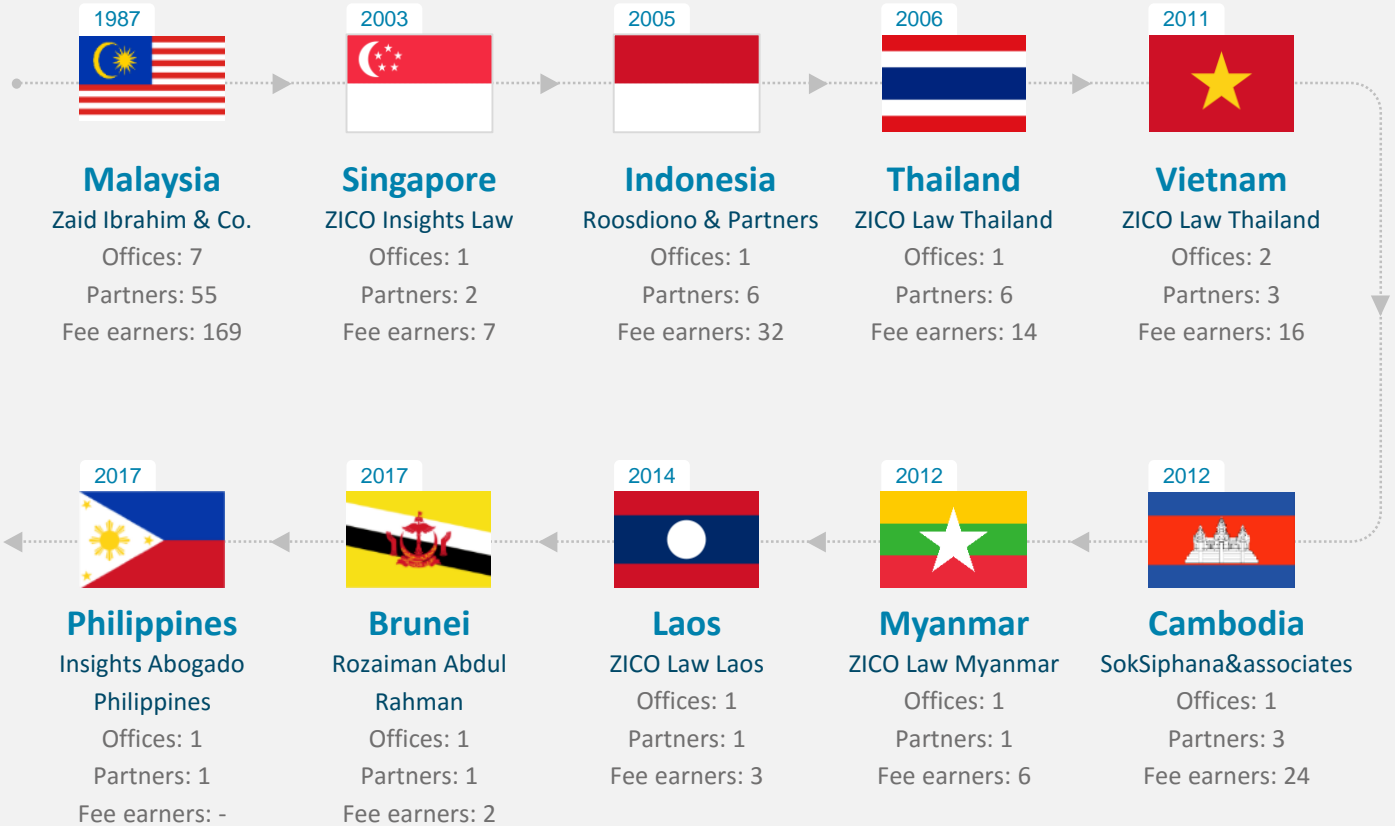 1987
Malaysia
Zaid Ibrahim & Co.
Offices: 7
Partners: 55
Fee earners: 169
2003
Singapore
ZICO Insights Law
Offices: 1
Partners: 2
Fee earners: 7
2005
Indonesia
Roosdiono & Partners
Offices: 1
Partners: 6
Fee earners: 32
2006
Thailand
ZICO Law Thailand
Offices: 1
Partners: 6
Fee earners: 14
2011
Vietnam
ZICO Law Thailand
Offices: 2
Partners: 3
Fee earners: 16
2012
Cambodia
SokSiphana&associates
Offices: 1
Partners: 3
Fee earners: 24
2012
Myanmar
ZICO Law Myanmar
Offices: 1
Partners: 1
Fee earners: 6
2014
Laos
ZICO Law Laos
Offices: 1
Partners: 1
Fee earners: 3
2017
Brunei
Rozaiman Abdul
Rahman
Offices: 1
Partners: 1
Fee earners: 2
2017
Philippines
Insights Abogado
Philippines
Offices: 1
Partners: 1
Fee earners: -